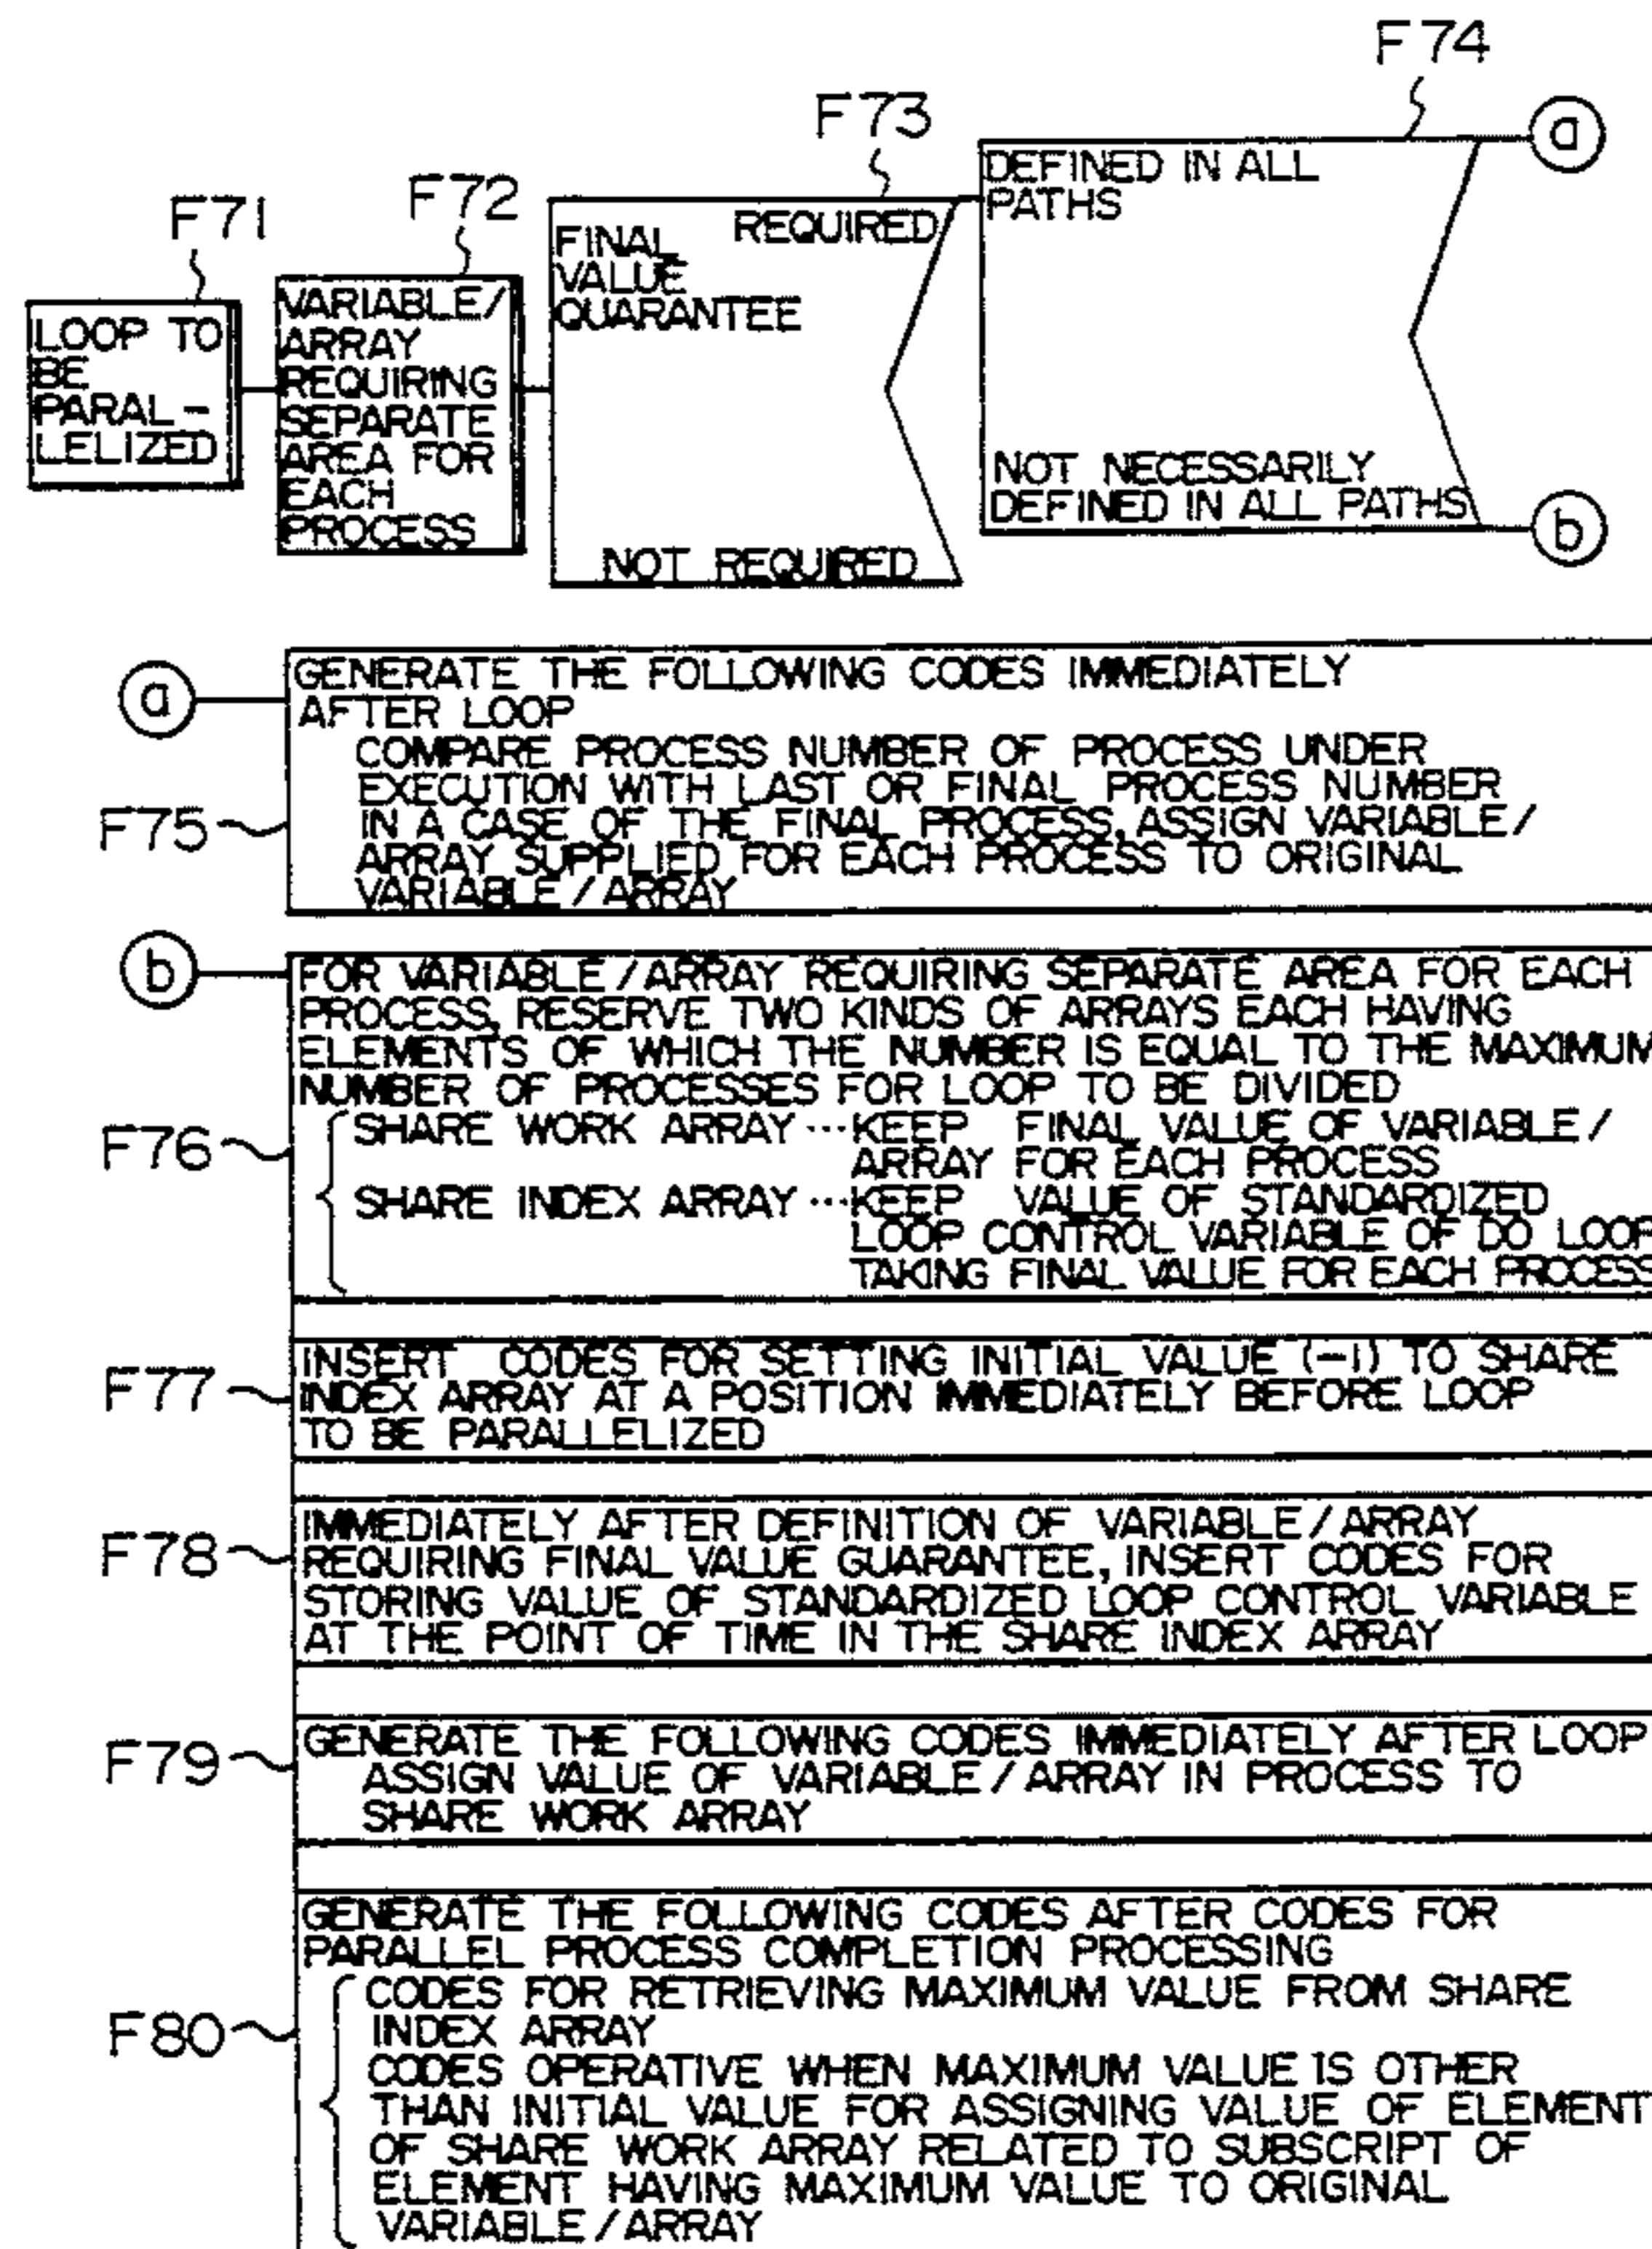 F74
F73
F72
F71
a
DEFINED IN ALL
PATHS
NOT NECESSARILY
DEFINED IN ALL PATHS
b
REQUIRED
FINAL
VALUE
QUARANTEE
NOT REQUIRED
VARIABLE/
ARRAY
REQUIRING
SEPARATE
AREA FOR
EACH
PROCESS
LOOP TO
BE
PARAL-
LELIZED
a
GENERATE THE FOLLOWING CODES IMMEDIATELY
AFTER LOOP
COMPARE PROCESS NUMBER OF PROCESS UNDER
EXECUTION WITH LAST OR FINAL PROCESS NUMBER
F75
IN A CASE OF THE FINAL PROCESS, ASSIGN VARIABLE/
ARRAY SUPPLIED FOR EACH PROCESS TO ORIGINAL
VARIABLE/ARRAY
b
FOR VARIABLE/ARRAY REQUIRING SEPARATE AREA FOR EACH
PROCESS, RESERVE TWO KINDS OF ARRAYS EACH HAVING
ELEMENTS OF WHICH THE NUMBER IS EQUAL TO THE MAXIMUM
NUMBER OF PROCESSES FOR LOOP TO BE DIVIDED
F76
SHARE WORK ARRAY ... KEEP FINAL VALUE OF VARIABLE/
ARRAY FOR EACH PROCESS
SHARE INDEX ARRAY ... KEEP VALUE OF STANDARDIZED
LOOP CONTROL VARIABLE OF DO LOOP
TAKING FINAL VALUE FOR EACH PROCESS
F77
INSERT CODES FOR SETTING INITIAL VALUE (-1) TO SHARE
INDEX ARRAY AT A POSITION IMMEDIATELY BEFORE LOOP
TO BE PARALLELIZED
F78
IMMEDIATELY AFTER DEFINITION OF VARIABLE/ARRAY
REQUIRING FINAL VALUE GUARANTEE, INSERT CODES FOR
STORING VALUE OF STANDARDIZED LOOP CONTROL VARIABLE
AT THE POINT OF TIME IN THE SHARE INDEX ARRAY
F79
GENERATE THE FOLLOWING CODES IMMEDIATELY AFTER LOOP
ASSIGN VALUE OF VARIABLE/ARRAY IN PROCESS TO
SHARE WORK ARRAY
F80
GENERATE THE FOLLOWING CODES AFTER CODES FOR
PARALLEL PROCESS COMPLETION PROCESSING
CODES FOR RETRIEVING MAXIMUM VALUE FROM SHARE
INDEX ARRAY
CODES OPERATIVE WHEN MAXIMUM VALUE IS OTHER
THAN INITIAL VALUE FOR ASSIGNING VALUE OF ELEMENT
OF SHARE WORK ARRAY RELATED TO SUBSCRIPT OF
ELEMENT HAVING MAXIMUM VALUE TO ORIGINAL
VARIABLE/ARRAY